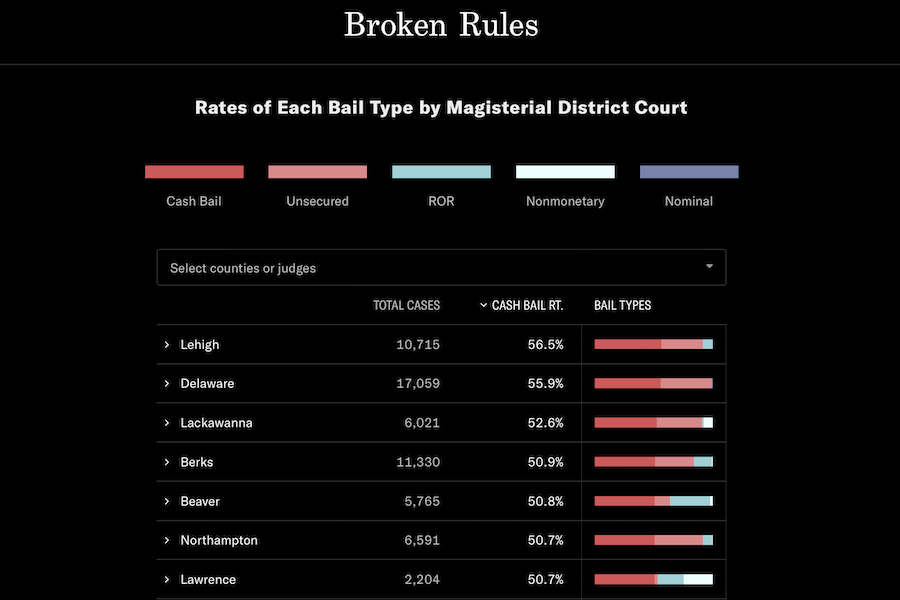 Broken Rules
Rates of Each Bail Type by Magisterial District Court
Cash Bail Unsecured ROR Nonmonetary Nominal
Select counties or judges
TOTAL CASES CASH BAIL RT. BAIL TYPES
Lehigh 10,715 56.5%
Delaware 17,059 55.9%
Lackawanna 6,021 52.6%
Berks 11,330 50.9%
Beaver 5,765 50.8%
Northampton 6,591 50.7%
Lawrence 2,204 50.7%